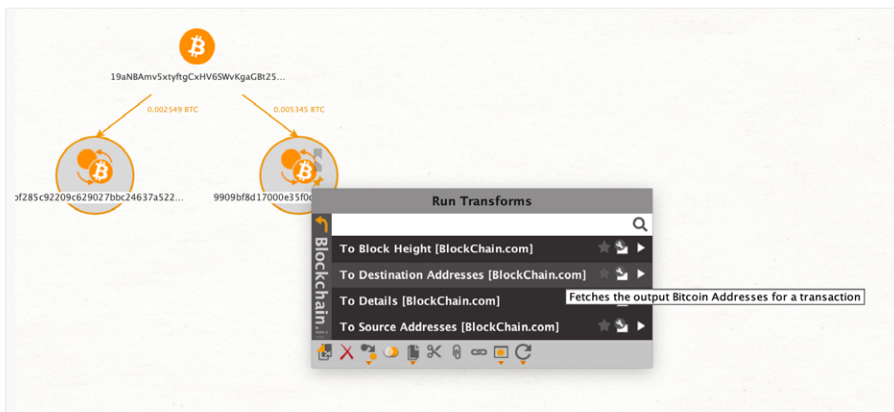 19aNBAmv5xtyftgCxHV6SWvKgaGBt25...
0.002549 BTC
0.005345 BTC
of285c92209c629027bbc24637a522...
9909bf8d17000e35f0
Run Transforms
Blockchain....
To Block Height [BlockChain.com]
To Destination Addresses [BlockChain.com]
Fetches the output Bitcoin Addresses for a transaction
To Details [BlockChain.com]
To Source Addresses [BlockChain.com]